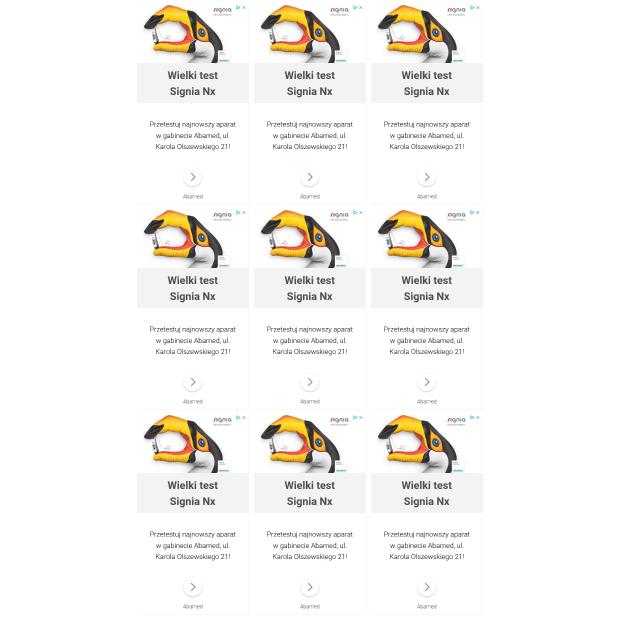 signia
signia
signia
Wielki test
Signia Nx
Wielki test
Signia Nx
Wielki test
Signia Nx
Przetestuj najnowszy aparat
w gabinecie Abamed, ul.
Karola Olszewskiego 21!
Przetestuj najnowszy aparat
w gabinecie Abamed, ul.
Karola Olszewskiego 21!
Przetestuj najnowszy aparat
w gabinecie Abamed, ul.
Karola Olszewskiego 21!
Abamed
Abamed
Abamed
signia
signia
signia
Wielki test
Signia Nx
Wielki test
Signia Nx
Wielki test
Signia Nx
Przetestuj najnowszy aparat
w gabinecie Abamed, ul.
Karola Olszewskiego 21!
Przetestuj najnowszy aparat
w gabinecie Abamed, ul.
Karola Olszewskiego 21!
Przetestuj najnowszy aparat
w gabinecie Abamed, ul.
Karola Olszewskiego 21!
Abamed
Abamed
Abamed
signia
signia
signia
Wielki test
Signia Nx
Wielki test
Signia Nx
Wielki test
Signia Nx
Przetestuj najnowszy aparat
w gabinecie Abamed, ul.
Karola Olszewskiego 21!
Przetestuj najnowszy aparat
w gabinecie Abamed, ul.
Karola Olszewskiego 21!
Przetestuj najnowszy aparat
w gabinecie Abamed, ul.
Karola Olszewskiego 21!
Abamed
Abamed
Abamed